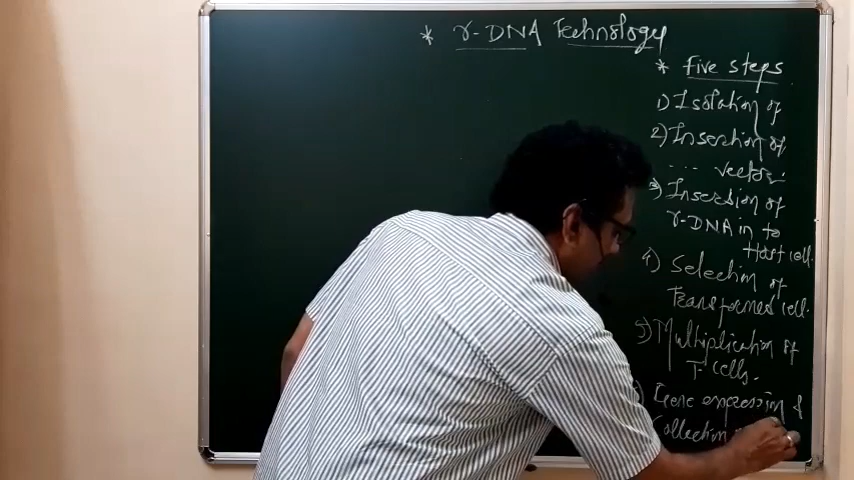 * r-DNA Technology
* Five steps
1) Isolation of
2) Insertion of
... vector
3) Insertion of
r-DNA in to
Host cell.
4) Selection of
Transformed cell.
5) Multiplication of
T cells.
Gene expression &
Collection